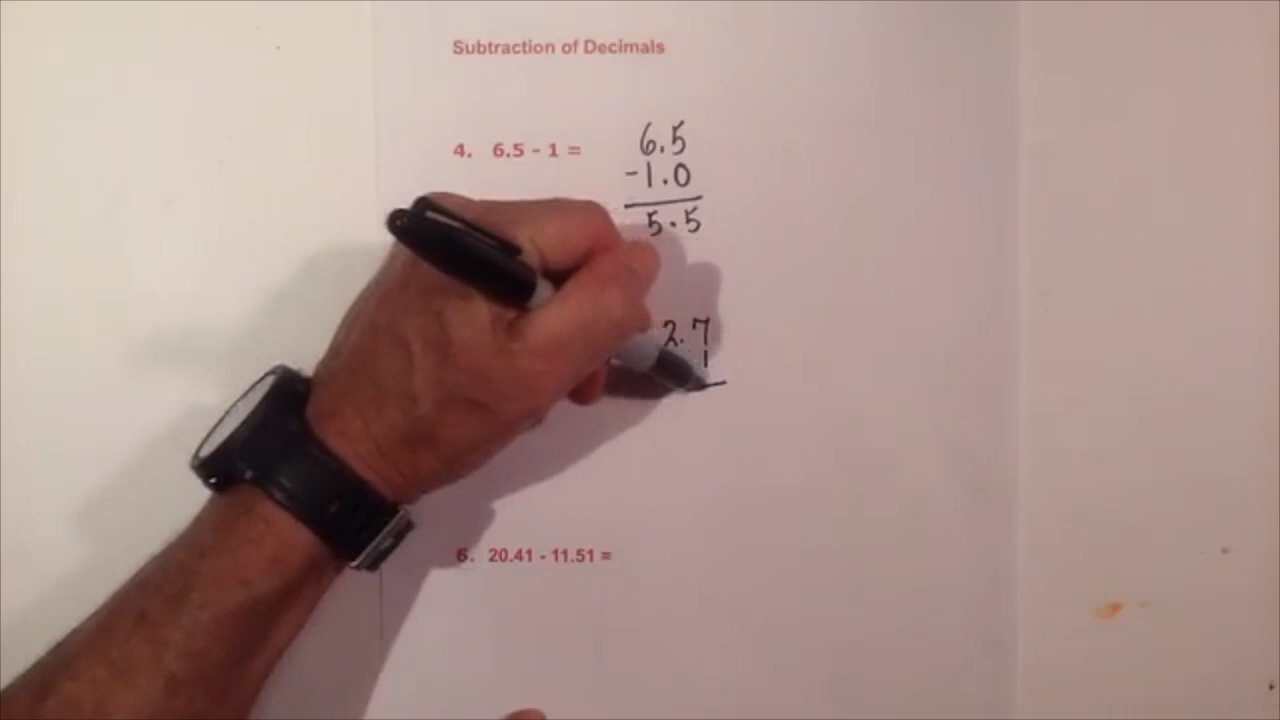 Subtraction of Decimals
4. 6.5 - 1 =
6.5
-1.0
5.5
2.7
1
6. 20.41 - 11.51 =